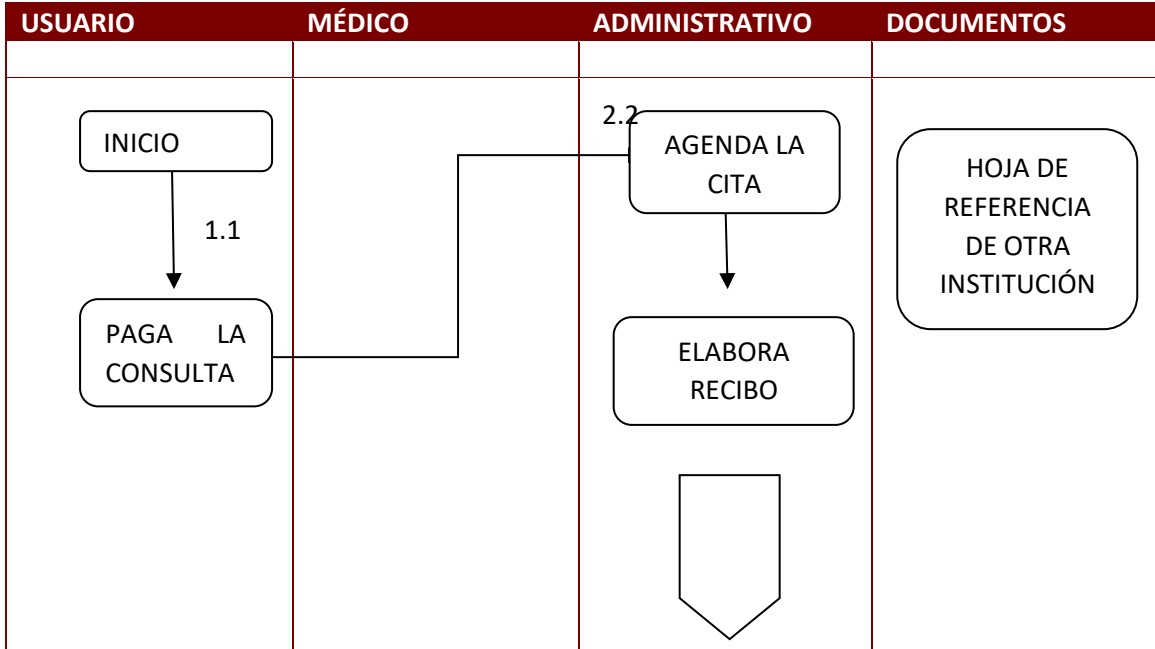 USUARIO MÉDICO ADMINISTRATIVO DOCUMENTOS
INICIO
1.1
PAGA LA
CONSULTA
2.2
AGENDA LA
CITA
ELABORA
RECIBO
HOJA DE
REFERENCIA
DE OTRA
INSTITUCIÓN